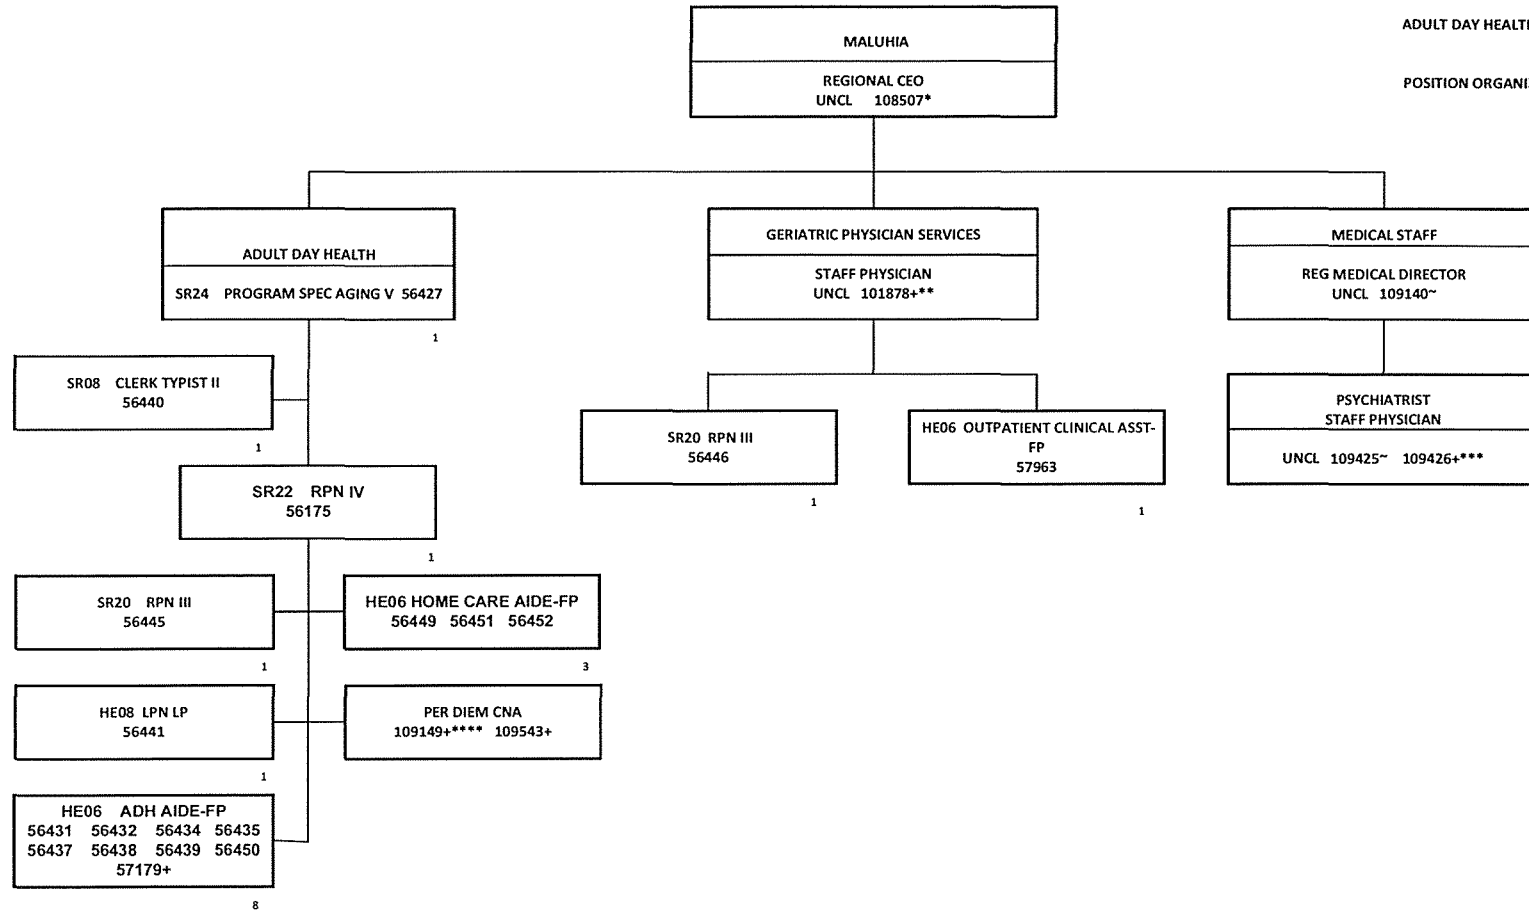 MALUHIA
REGIONAL CEO
UNCL 108507*
ADULT DAY HEALTH
POSITION
ADULT DAY HEALTH
SR24 PROGRAM SPEC AGING V 56427
1
GERIATRIC PHYSICIAN SERVICES
STAFF PHYSICIAN
UNCL 101878+**
MEDICAL STAFF
REG MEDICAL DIRECTOR
UNCL 109140~
SR08 CLERK TYPIST II
56440
1
SR20 RPN III
56446
1
HE06 OUTPATIENT CLINICAL ASST-
FP
57963
1
PSYCHIATRIST
STAFF PHYSICIAN
UNCL 109425~ 109426+***
SR22 RPN IV
56175
1
SR20 RPN III
56445
1
HE06 HOME CARE AIDE-FP
56449 56451 56452
3
HE08 LPN LP
56441
1
PER DIEM CNA
109149+**** 109543+
HE06 ADH AIDE-FP
56431 56432 56434 56435
56437 56438 56439 56450
57179+
8